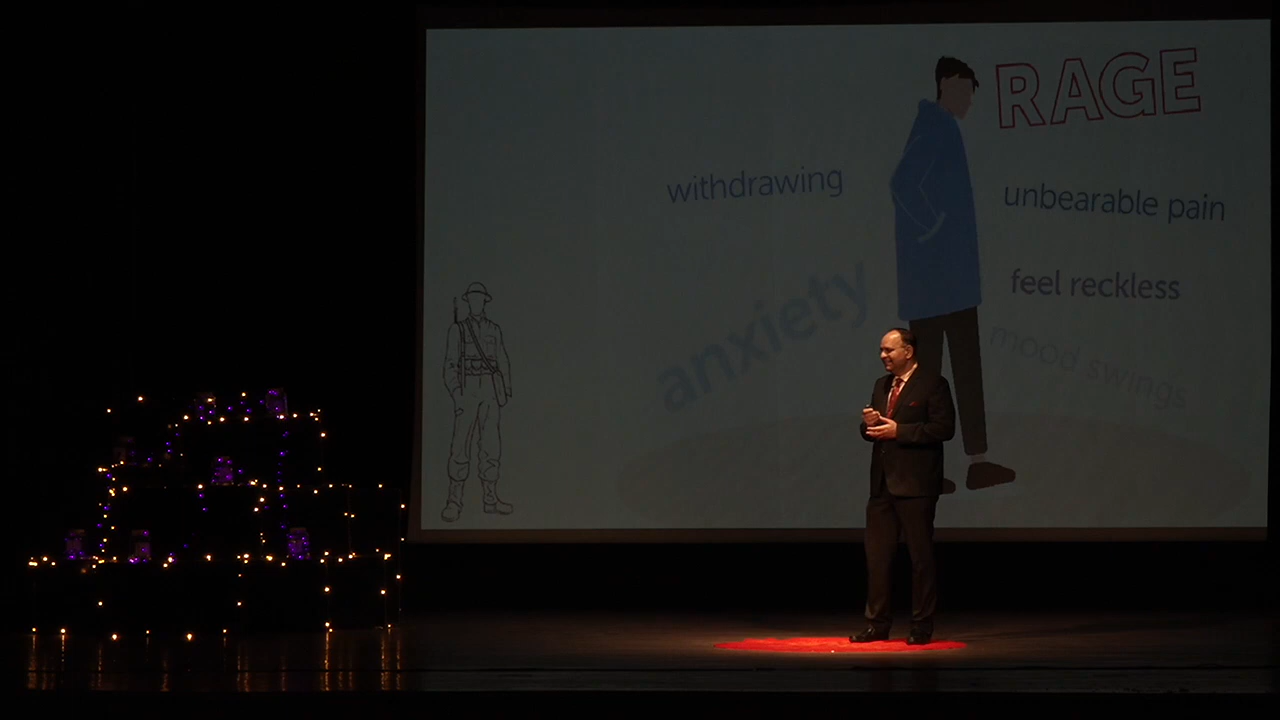 RAGE
withdrawing
unbearable pain
anxiety
feel reckless
mood swings